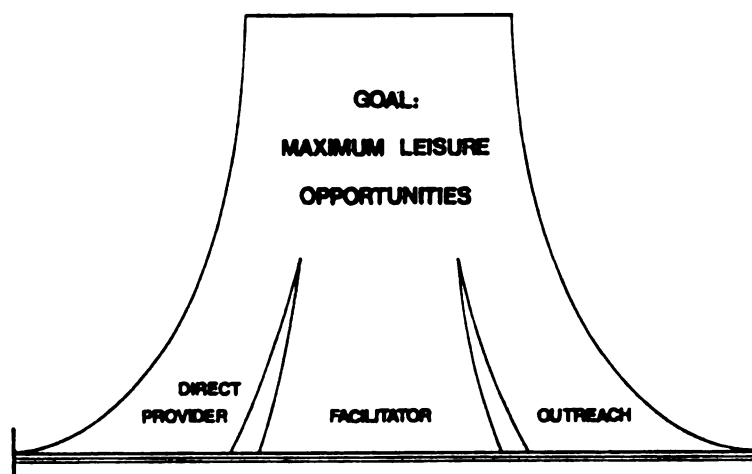 GOAL:
MAXIMUM LEISURE
OPPORTUNITIES
DIRECT
PROVIDER
FACILITATOR
OUTREACH